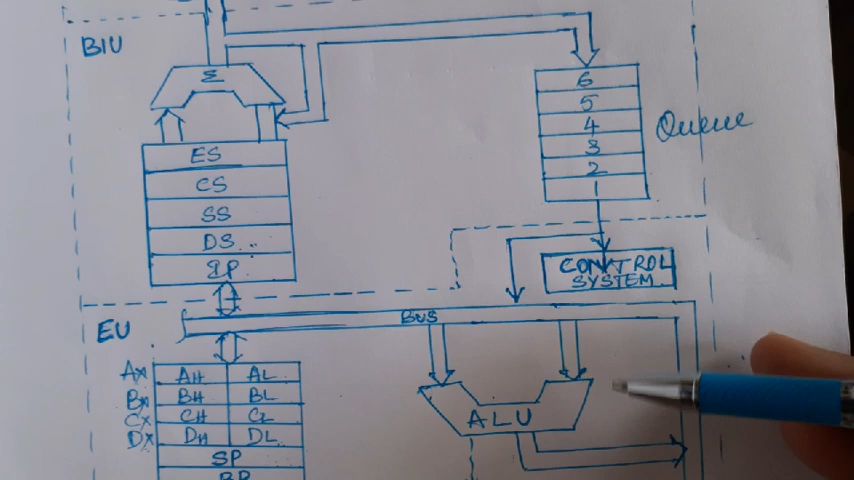 BIU
Σ
ES
CS
SS
DS
IP
6
5
4
3
2
1
Queue
CONTROL
SYSTEM
EU
BUS
AX AH AL
BX BH BL
CX CH CL
DX DH DL
SP
BP
ALU